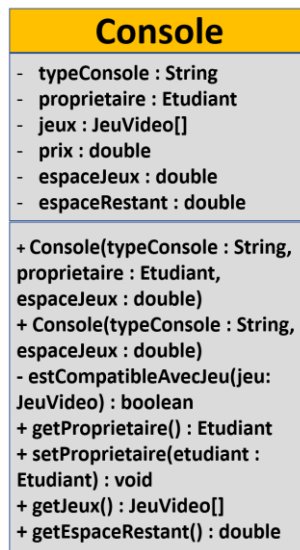 Console
- typeConsole : String
- proprietaire : Etudiant
- jeux : JeuVideo[]
- prix : double
- espaceJeux : double
- espaceRestant : double
+ Console(typeConsole : String,
proprietaire : Etudiant,
espaceJeux : double)
+ Console(typeConsole : String,
espaceJeux : double)
- estCompatibleAvecJeu(jeu:
JeuVideo) : boolean
+ getProprietaire() : Etudiant
+ setProprietaire(etudiant :
Etudiant) : void
+ getJeux() : JeuVideo[]
+ getEspaceRestant() : double